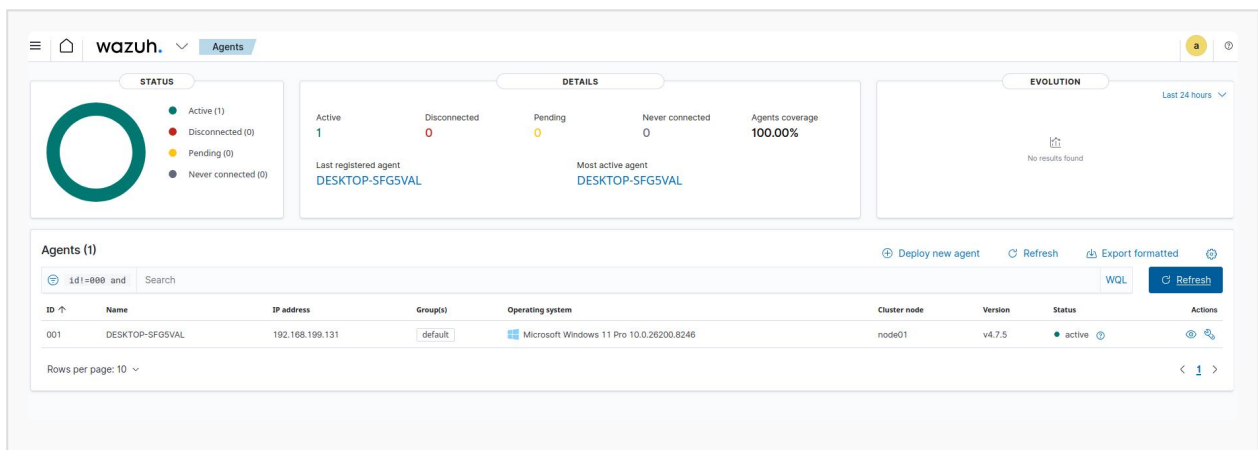 wazuh. Agents a
STATUS
Active (1)
Disconnected (0)
Pending (0)
Never connected (0)
DETAILS
Active Disconnected Pending Never connected Agents coverage
1 0 0 0 100.00%
Last registered agent Most active agent
DESKTOP-SFG5VAL DESKTOP-SFG5VAL
EVOLUTION
Last 24 hours
No results found
Agents (1) Deploy new agent Refresh Export formatted
id!=000 and Search WQL Refresh
ID Name IP address Group(s) Operating system Cluster node Version Status Actions
001 DESKTOP-SFG5VAL 192.168.199.131 default Microsoft Windows 11 Pro 10.0.26200.8246 node01 v4.7.5 active
Rows per page: 10 1